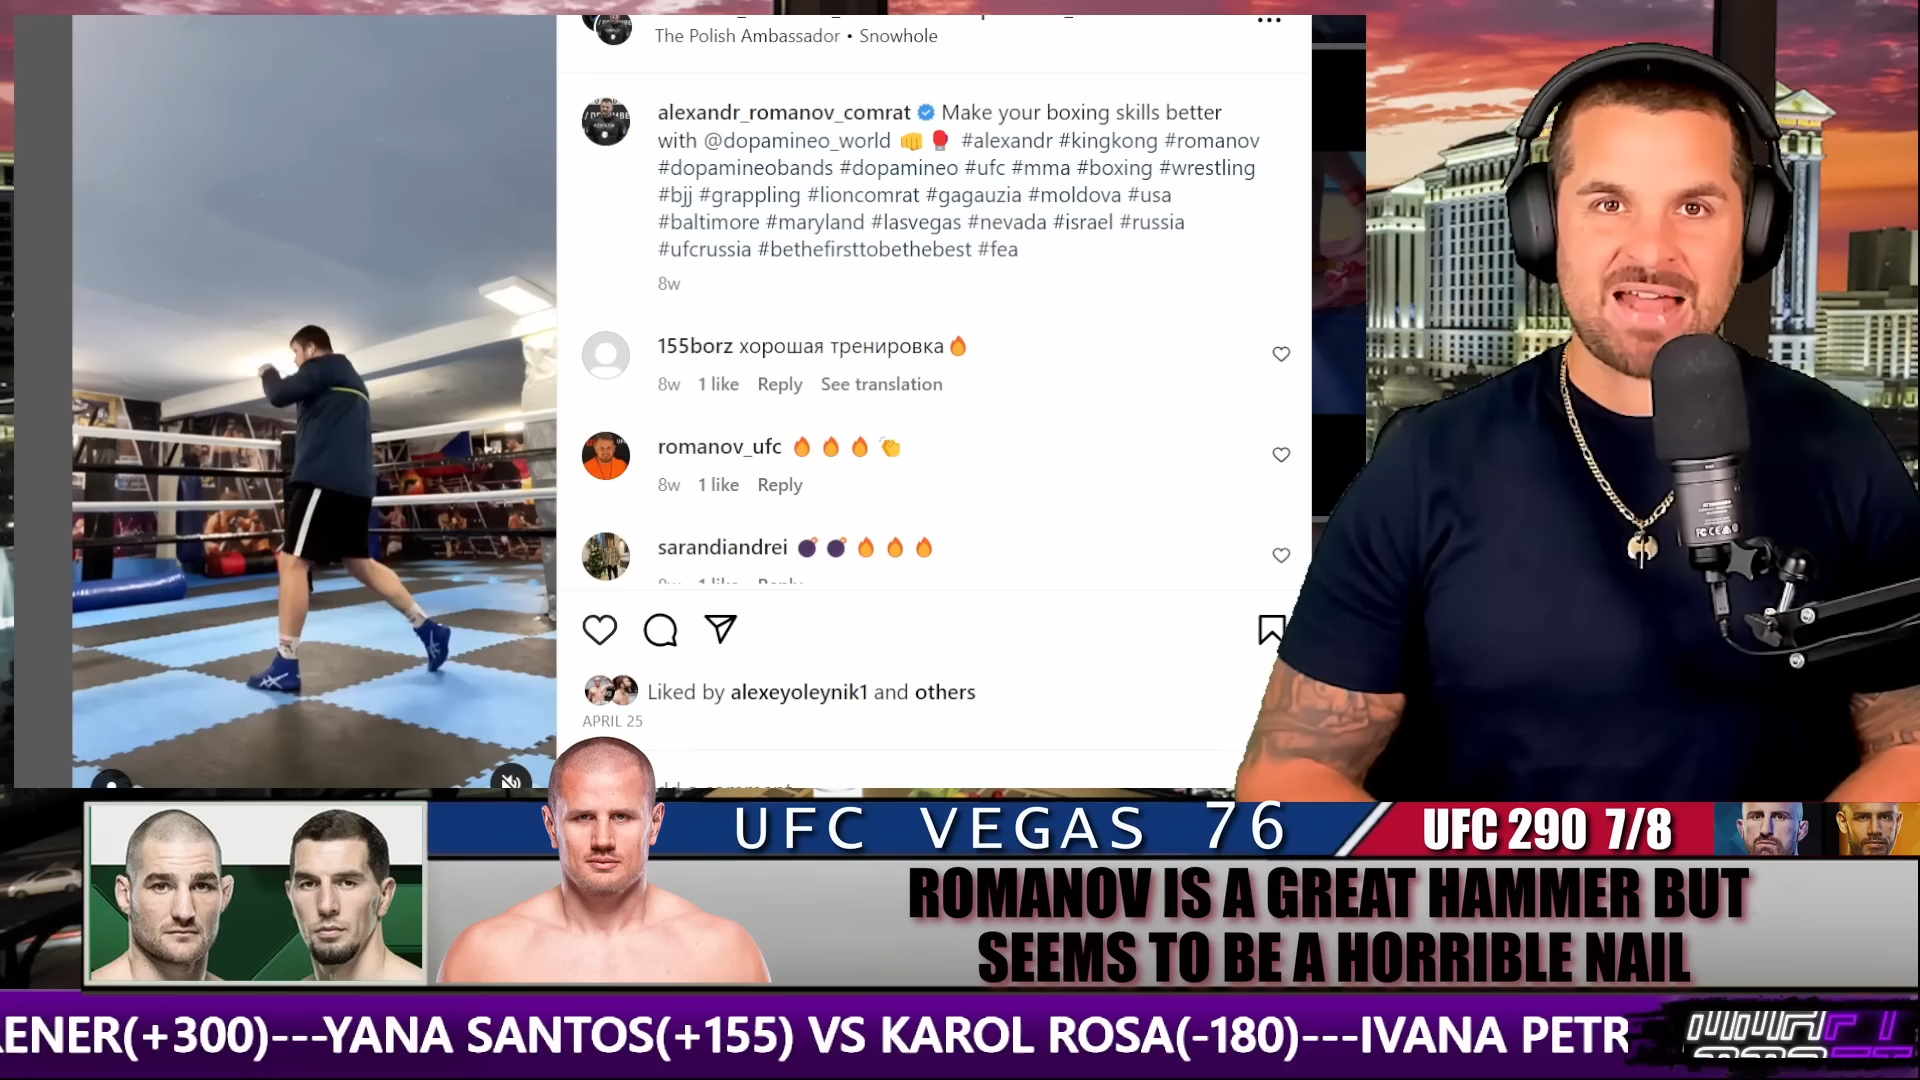 The Polish Ambassador • Snowhole
alexandr_romanov_comrat Make your boxing skills better
with @dopamineo_world 👊🥊 #alexandr #kingkong #romanov
#dopamineobands #dopamineo #ufc #mma #boxing #wrestling
#bjj #grappling #lioncomrat #gagauzia #moldova #usa
#baltimore #maryland #lasvegas #nevada #israel #russia
#ufcrussia #bethefirsttobethebest #fea
8w
155borz хорошая тренировка🔥
8w 1 like Reply See translation
romanov_ufc 🔥🔥🔥👏
8w 1 like Reply
sarandiandrei 💣💣🔥🔥🔥
8w 1 like Reply
Liked by alexeyoleynik1 and others
APRIL 25
UFC VEGAS 76
UFC 290 7/8
ROMANOV IS A GREAT HAMMER BUT
SEEMS TO BE A HORRIBLE NAIL
ENER(+300)---YANA SANTOS(+155) VS KAROL ROSA(-180)---IVANA PETR